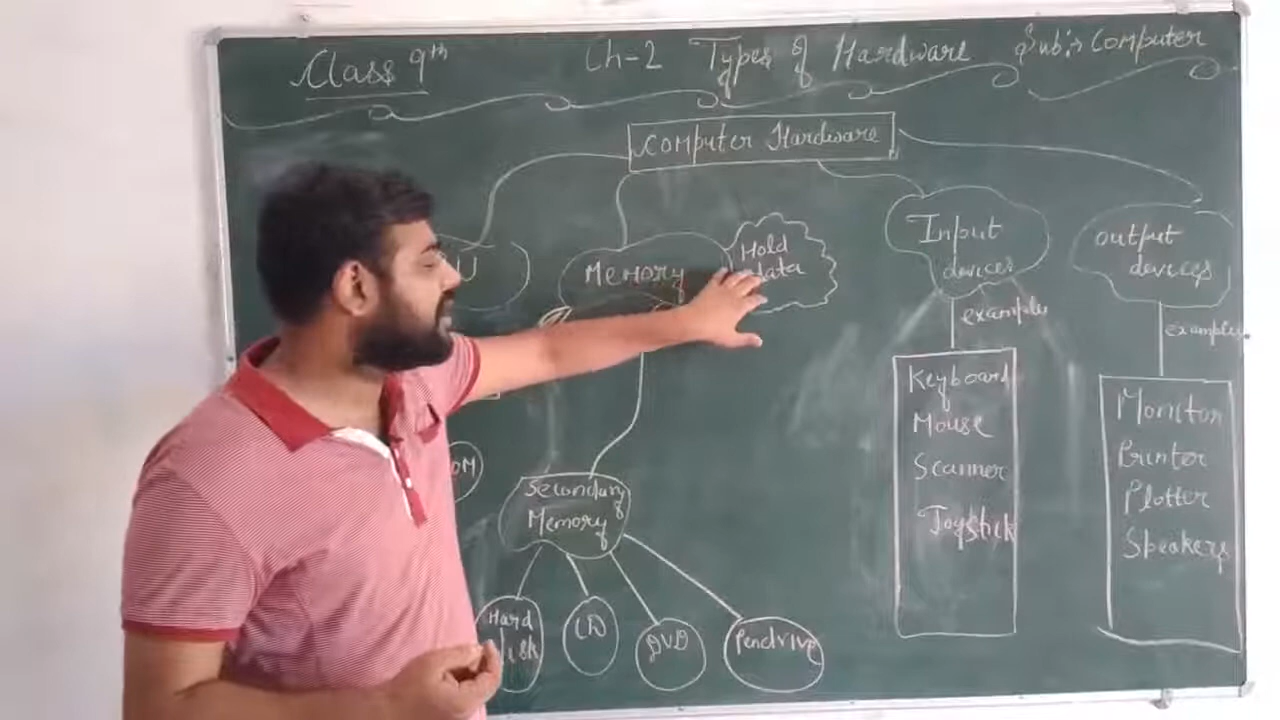 Class 9th
Ch-2 Types of Hardware
Sub:- Computer
Computer Hardware
Memory
Hold
data
Input
devices
output
devices
examples
examples
Keyboard
Mouse
Scanner
Joystick
Monitor
Printer
Plotter
Speakers
Secondary
Memory
Hard
Disk
CD
DVD
Pendrive